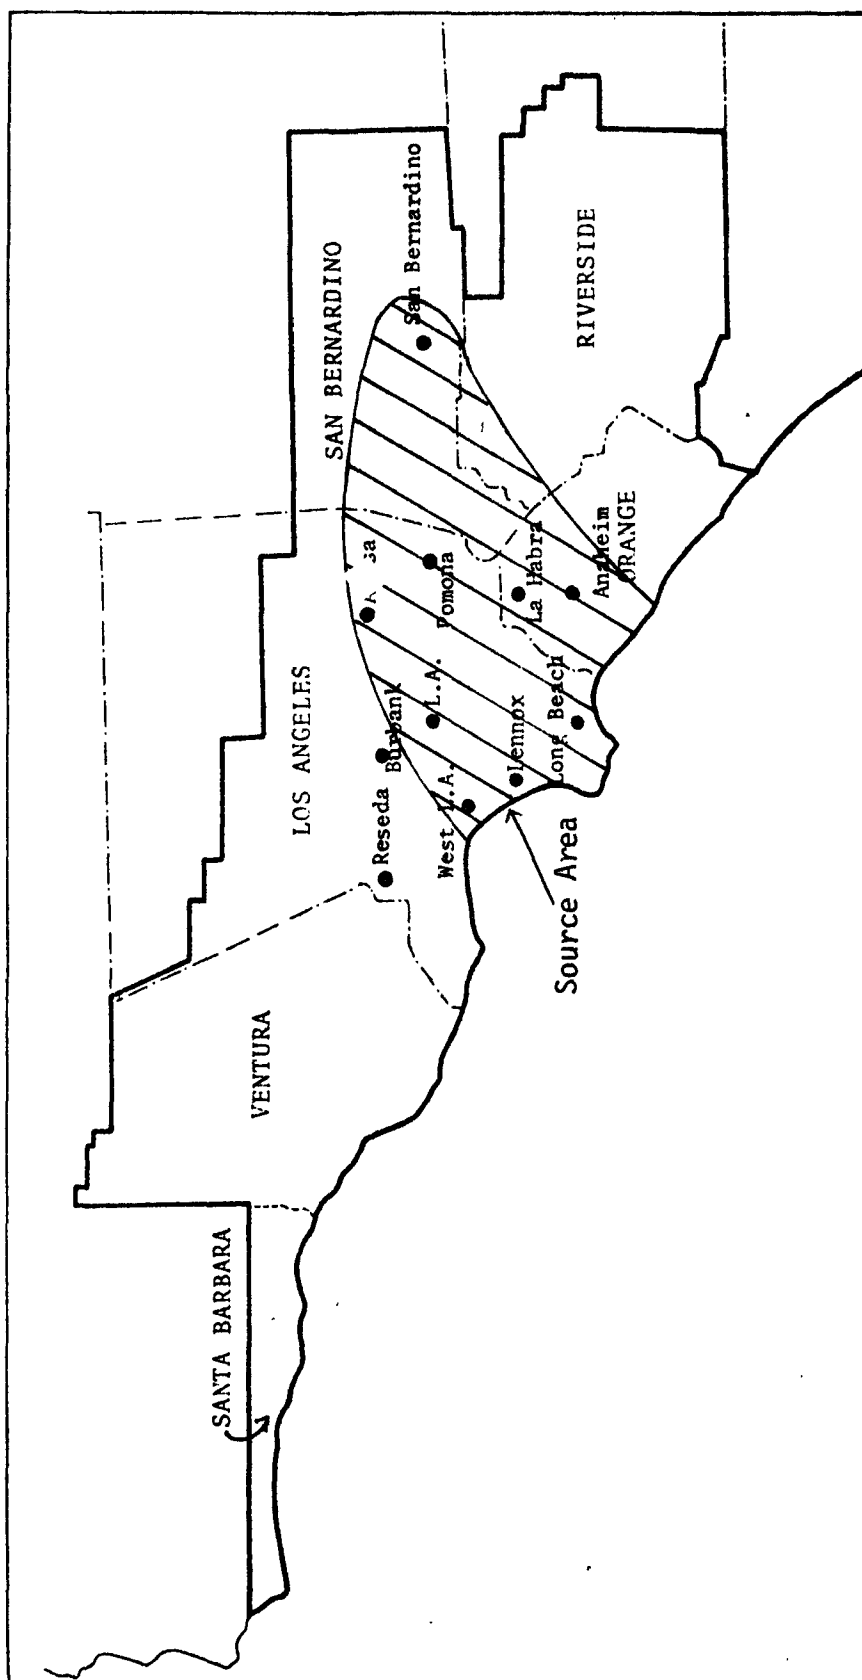 SANTA BARBARA
VENTURA
LOS ANGELES
SAN BERNARDINO
RIVERSIDE
ORANGE
Reseda
Burbank
West L.A.
L.A.
Lennox
Long Beach
Pomona
La Habra
Anaheim
San Bernardino
Source Area